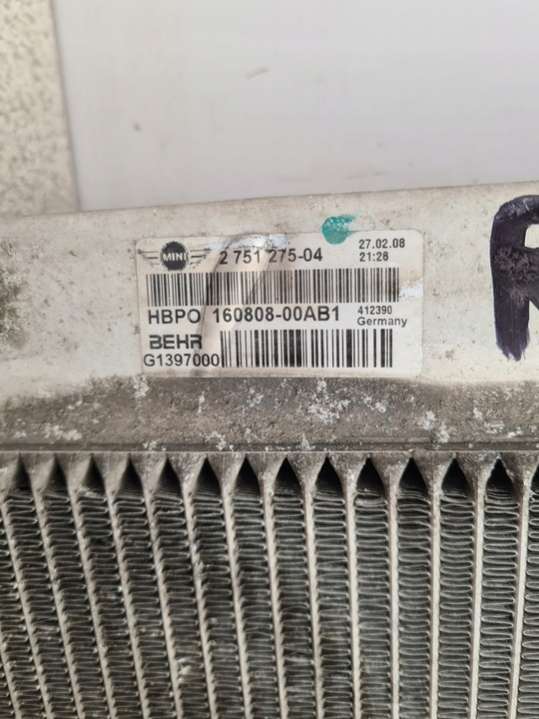 MINI 2 751 275-04 27.02.08
21:28
HBPO 160808-00AB1 412390
Germany
BEHR
G1397000
R